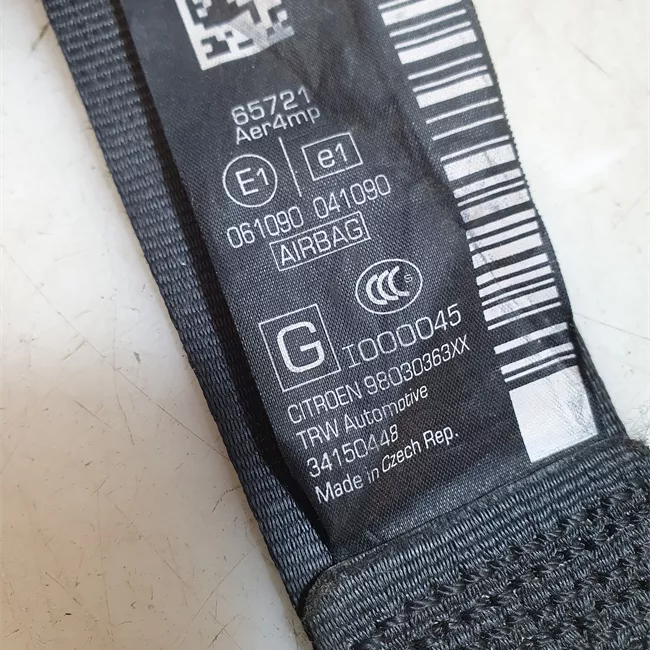 65721
Aer4mp
E1 e1
061090 041090
AIRBAG
CCC S
G I000045
CITROEN 98030363XX
TRW Automotive
34150448
Made in Czech Rep.